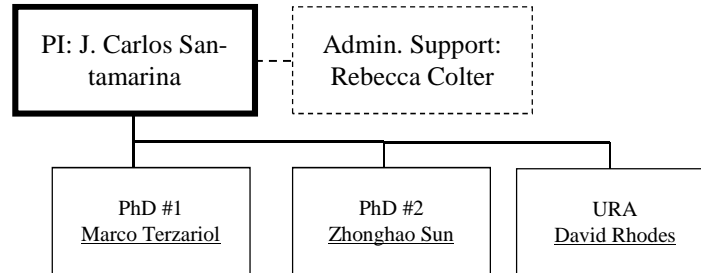 PI: J. Carlos San-
tamarina
Admin. Support:
Rebecca Colter
PhD #1
Marco Terzariol
PhD #2
Zhonghao Sun
URA
David Rhodes